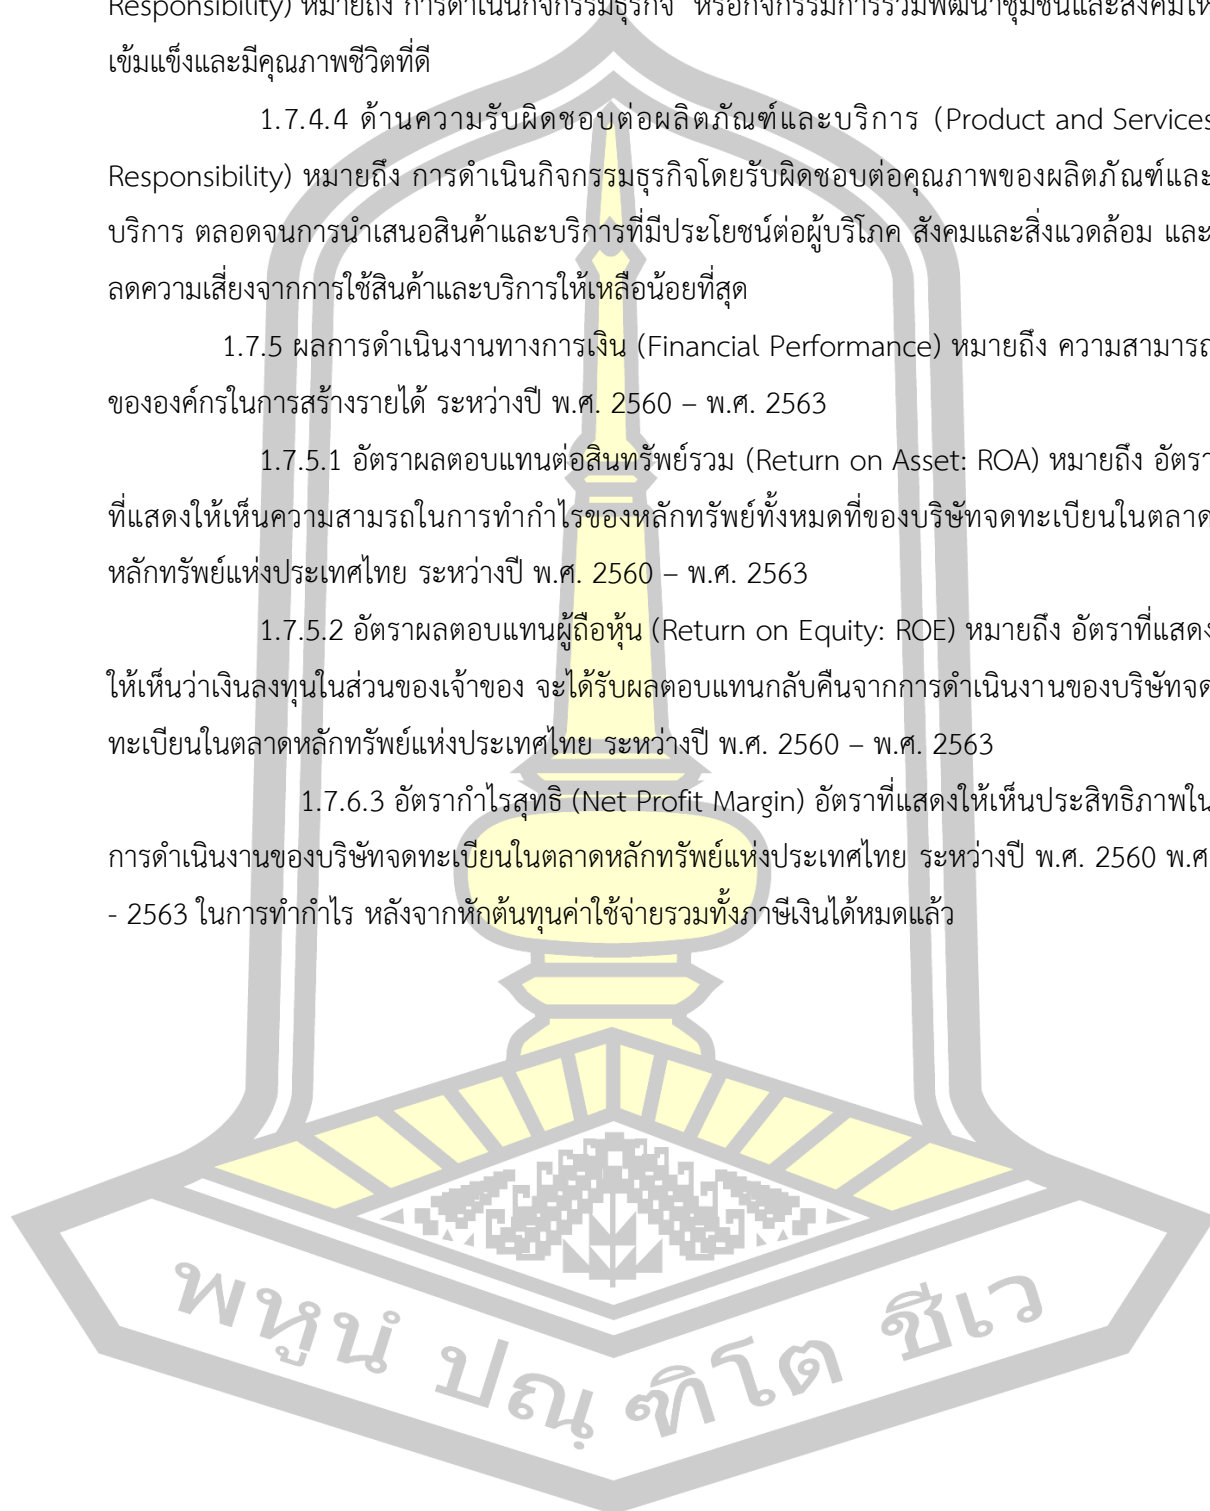 Responsibility) หมายถึง การดำเนินกิจกรรมธุรกิจ หรือกิจกรรมการร่วมพัฒนาชุมชนและสังคมให้
เข้มแข็งและมีคุณภาพชีวิตที่ดี
1.7.4.4 ด้านความรับผิดชอบต่อผลิตภัณฑ์และบริการ (Product and Services
Responsibility) หมายถึง การดำเนินกิจกรรมธุรกิจโดยรับผิดชอบต่อคุณภาพของผลิตภัณฑ์และ
บริการ ตลอดจนการนำเสนอสินค้าและบริการที่มีประโยชน์ต่อผู้บริโภค สังคมและสิ่งแวดล้อม และ
ลดความเสี่ยงจากการใช้สินค้าและบริการให้เหลือน้อยที่สุด
1.7.5 ผลการดำเนินงานทางการเงิน (Financial Performance) หมายถึง ความสามารถ
ขององค์กรในการสร้างรายได้ ระหว่างปี พ.ศ. 2560 – พ.ศ. 2563
1.7.5.1 อัตราผลตอบแทนต่อสินทรัพย์รวม (Return on Asset: ROA) หมายถึง อัตรา
ที่แสดงให้เห็นความสามรถในการทำกำไรของหลักทรัพย์ทั้งหมดที่ของบริษัทจดทะเบียนในตลาด
หลักทรัพย์แห่งประเทศไทย ระหว่างปี พ.ศ. 2560 – พ.ศ. 2563
1.7.5.2 อัตราผลตอบแทนผู้ถือหุ้น (Return on Equity: ROE) หมายถึง อัตราที่แสดง
ให้เห็นว่าเงินลงทุนในส่วนของเจ้าของ จะได้รับผลตอบแทนกลับคืนจากการดำเนินงานของบริษัทจด
ทะเบียนในตลาดหลักทรัพย์แห่งประเทศไทย ระหว่างปี พ.ศ. 2560 – พ.ศ. 2563
1.7.6.3 อัตรากำไรสุทธิ (Net Profit Margin) อัตราที่แสดงให้เห็นประสิทธิภาพใน
การดำเนินงานของบริษัทจดทะเบียนในตลาดหลักทรัพย์แห่งประเทศไทย ระหว่างปี พ.ศ. 2560 พ.ศ
- 2563 ในการทำกำไร หลังจากหักต้นทุนค่าใช้จ่ายรวมทั้งภาษีเงินได้หมดแล้ว
พหูนํ ปณฺฑิโต ชีเว